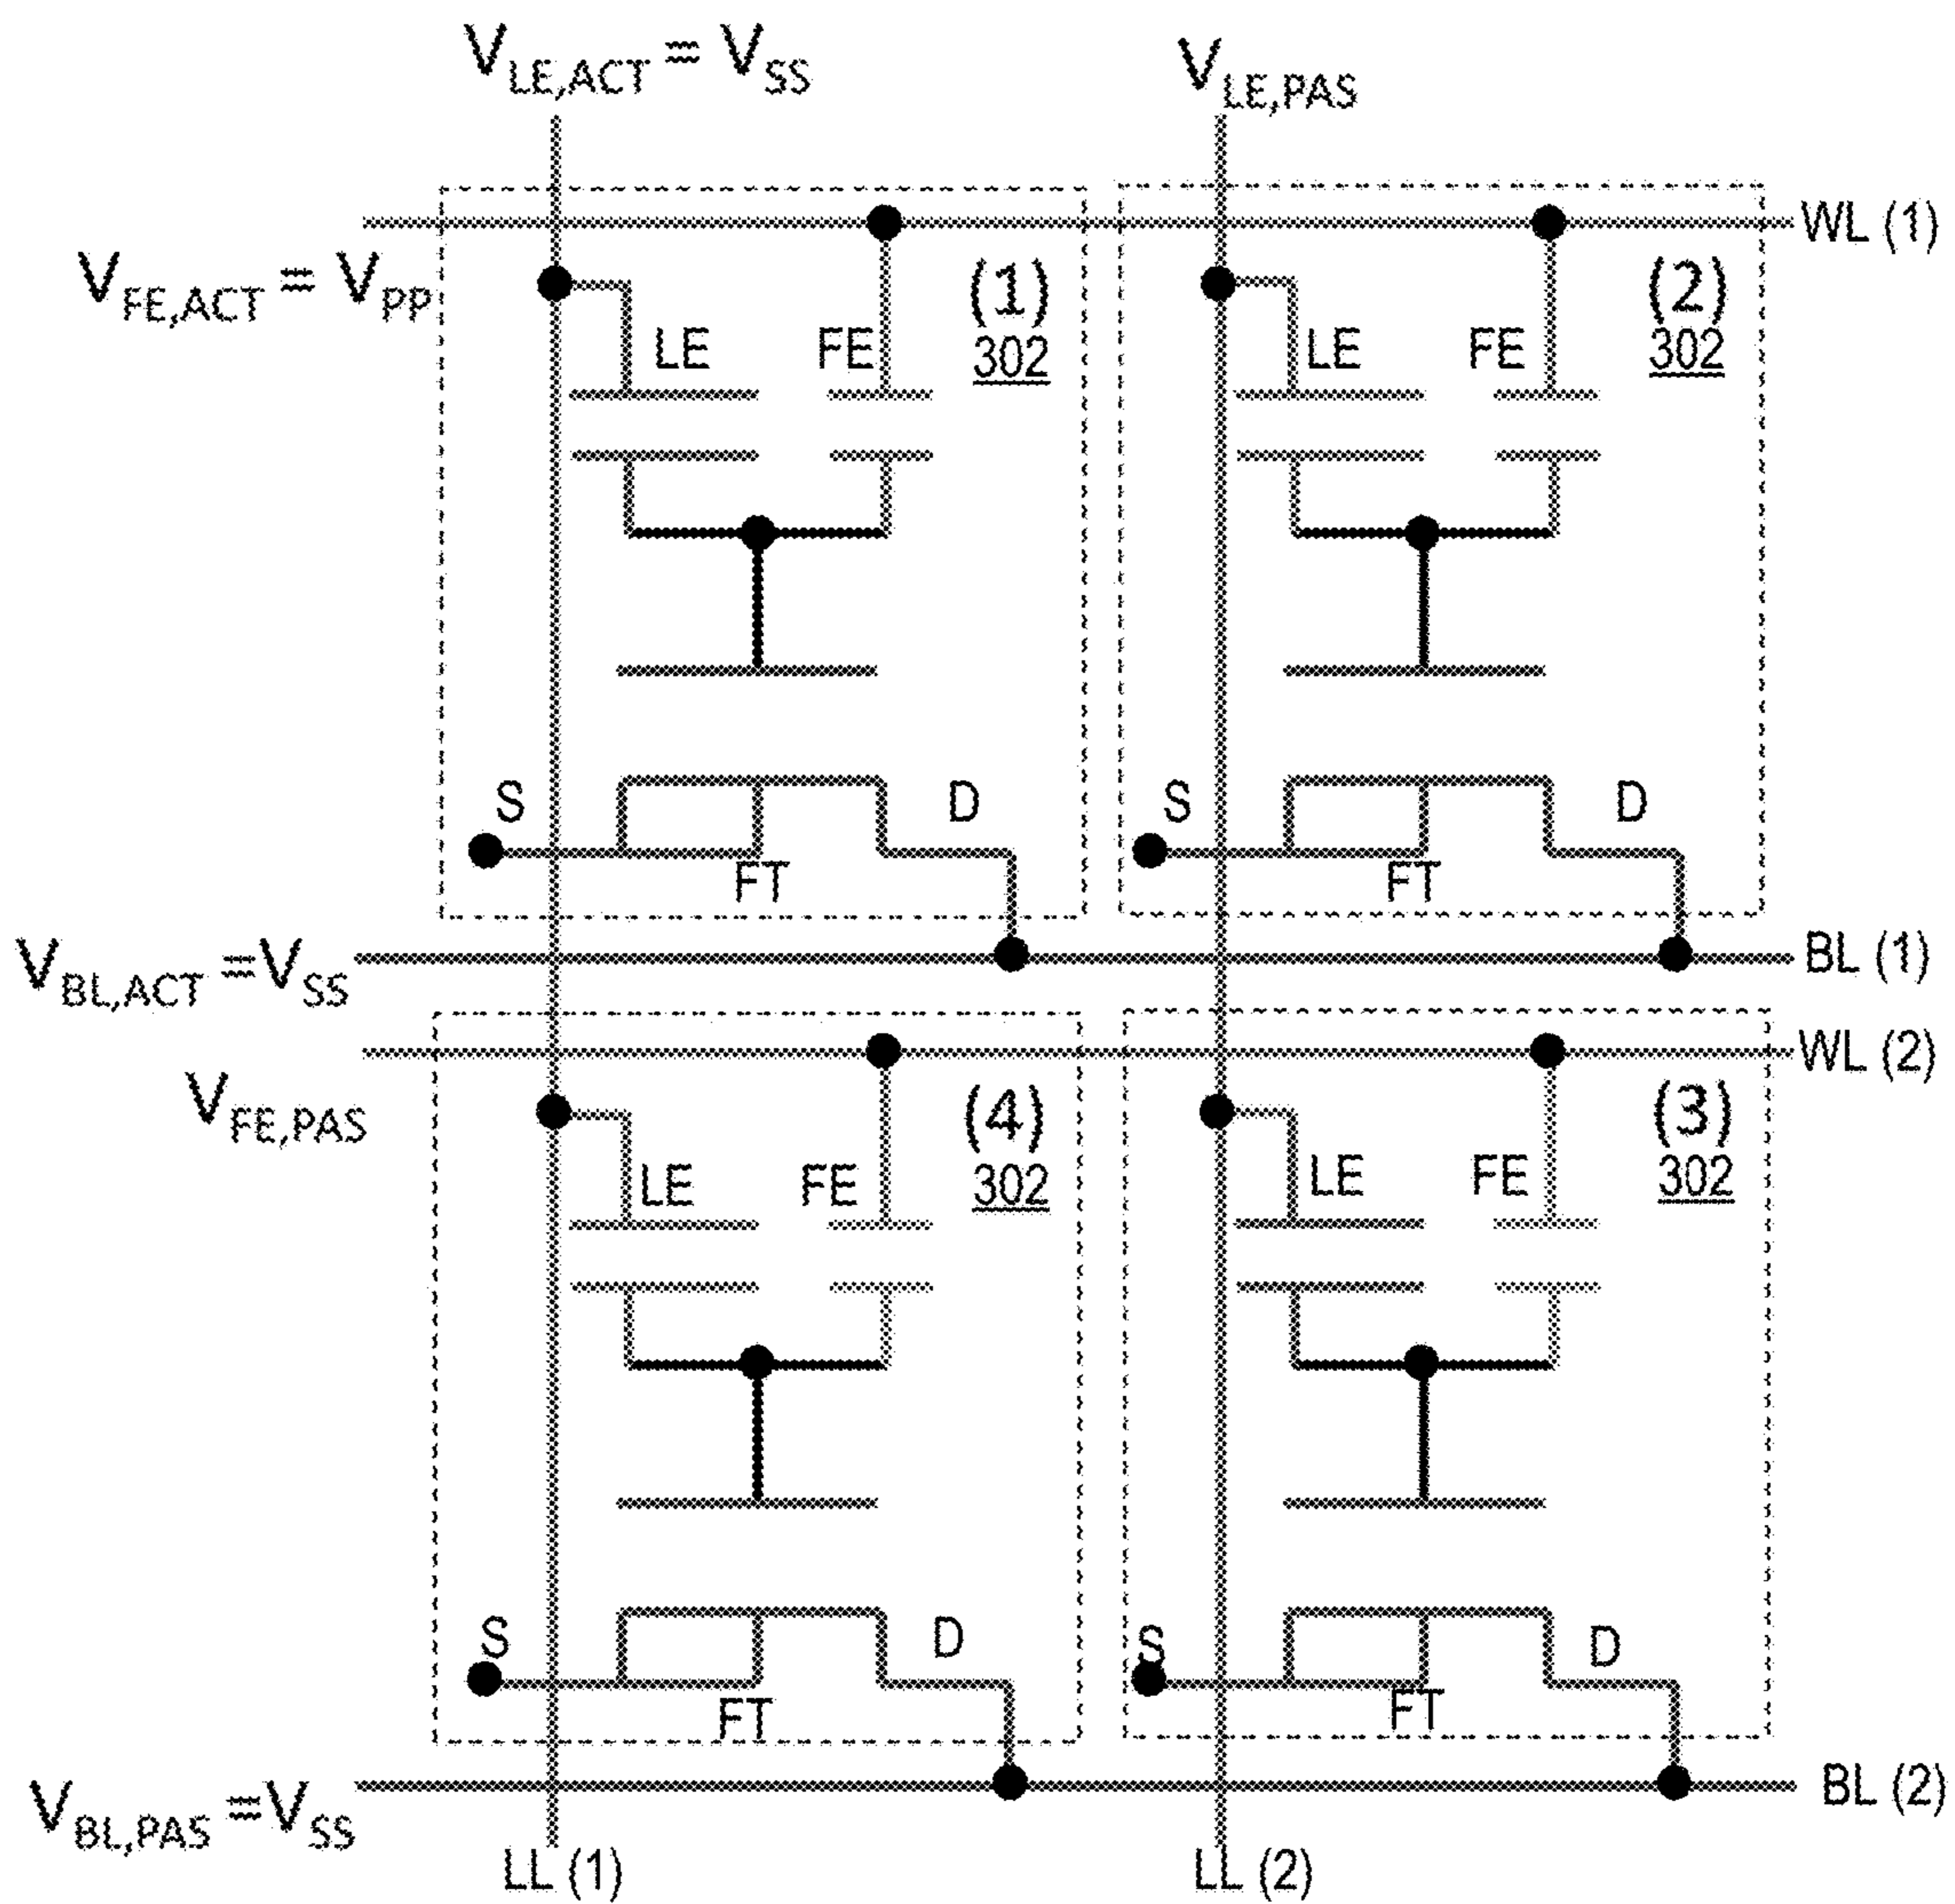 V_LE,ACT = V_SS
V_LE,PAS
WL (1)
V_FE,ACT = V_PP
(1)
302
(2)
302
LE
FE
LE
FE
S
D
S
D
FT
FT
V_BL,ACT =V_SS
BL (1)
WL (2)
V_FE,PAS
(4)
302
(3)
302
LE
FE
LE
FE
S
D
S
D
FT
FT
V_BL,PAS =V_SS
BL (2)
LL (1)
LL (2)